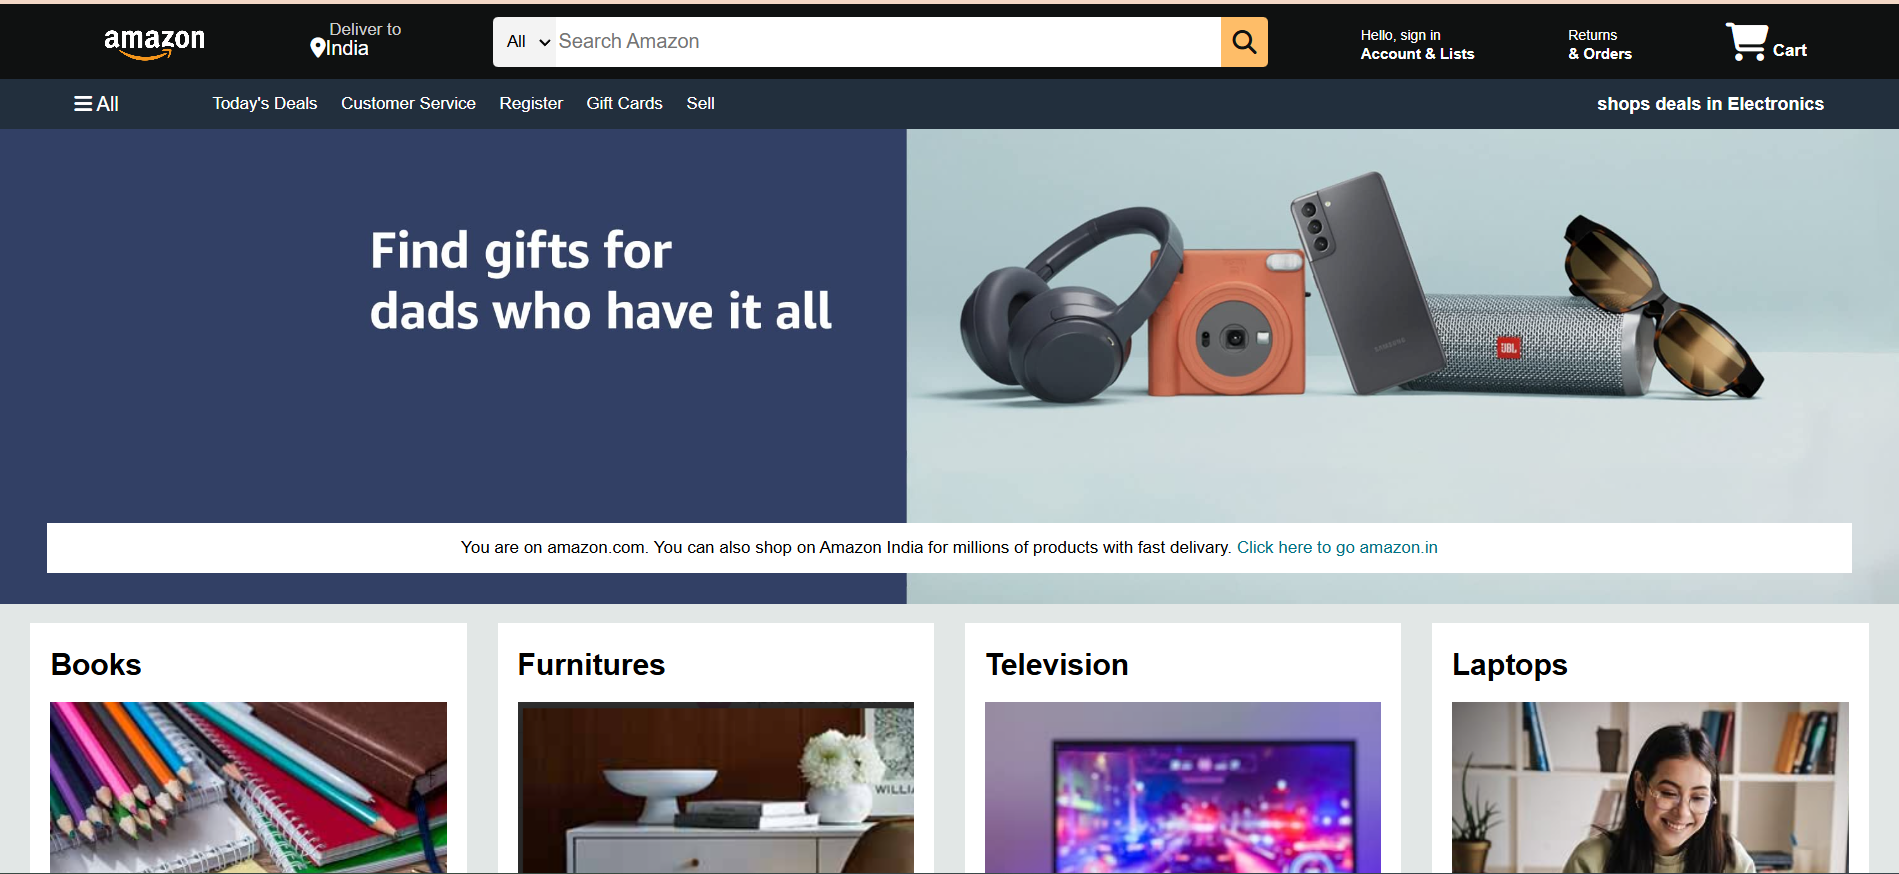 amazon
Deliver to
India
All
Search Amazon
Hello, sign in
Account & Lists
Returns
& Orders
Cart
All
Today's Deals
Customer Service
Register
Gift Cards
Sell
shops deals in Electronics
Find gifts for
dads who have it all
SAMSUNG
JBL
You are on amazon.com. You can also shop on Amazon India for millions of products with fast delivary. Click here to go amazon.in
Books
Furnitures
Television
Laptops
WILLIA